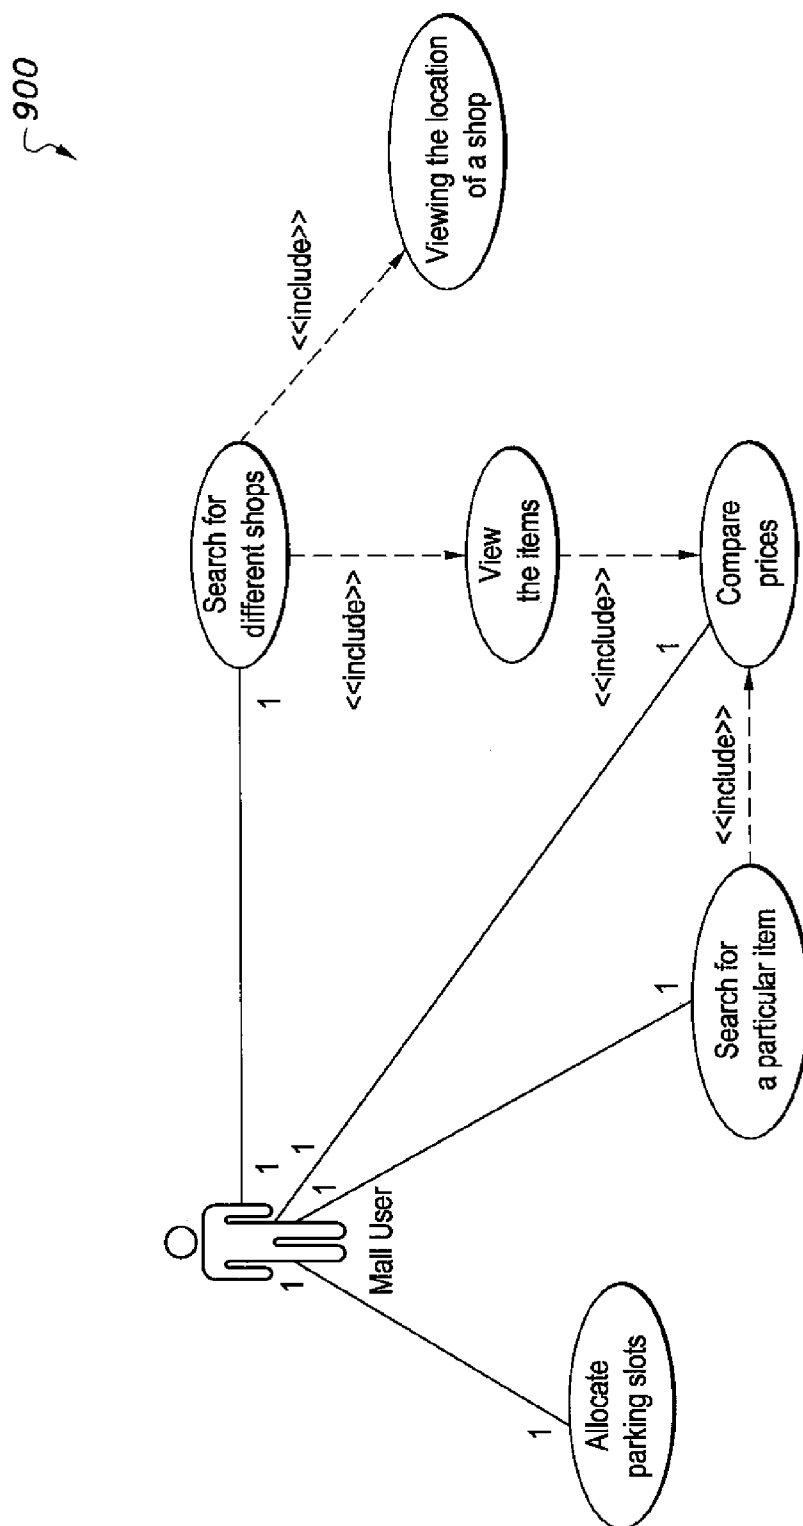 900
Mall User
1
1
1
1
1
1
1
1
Allocate
parking slots
Search for
a particular item
<<include>>
Compare
prices
<<include>>
View
the items
<<include>>
Search for
different shops
<<include>>
Viewing the location
of a shop